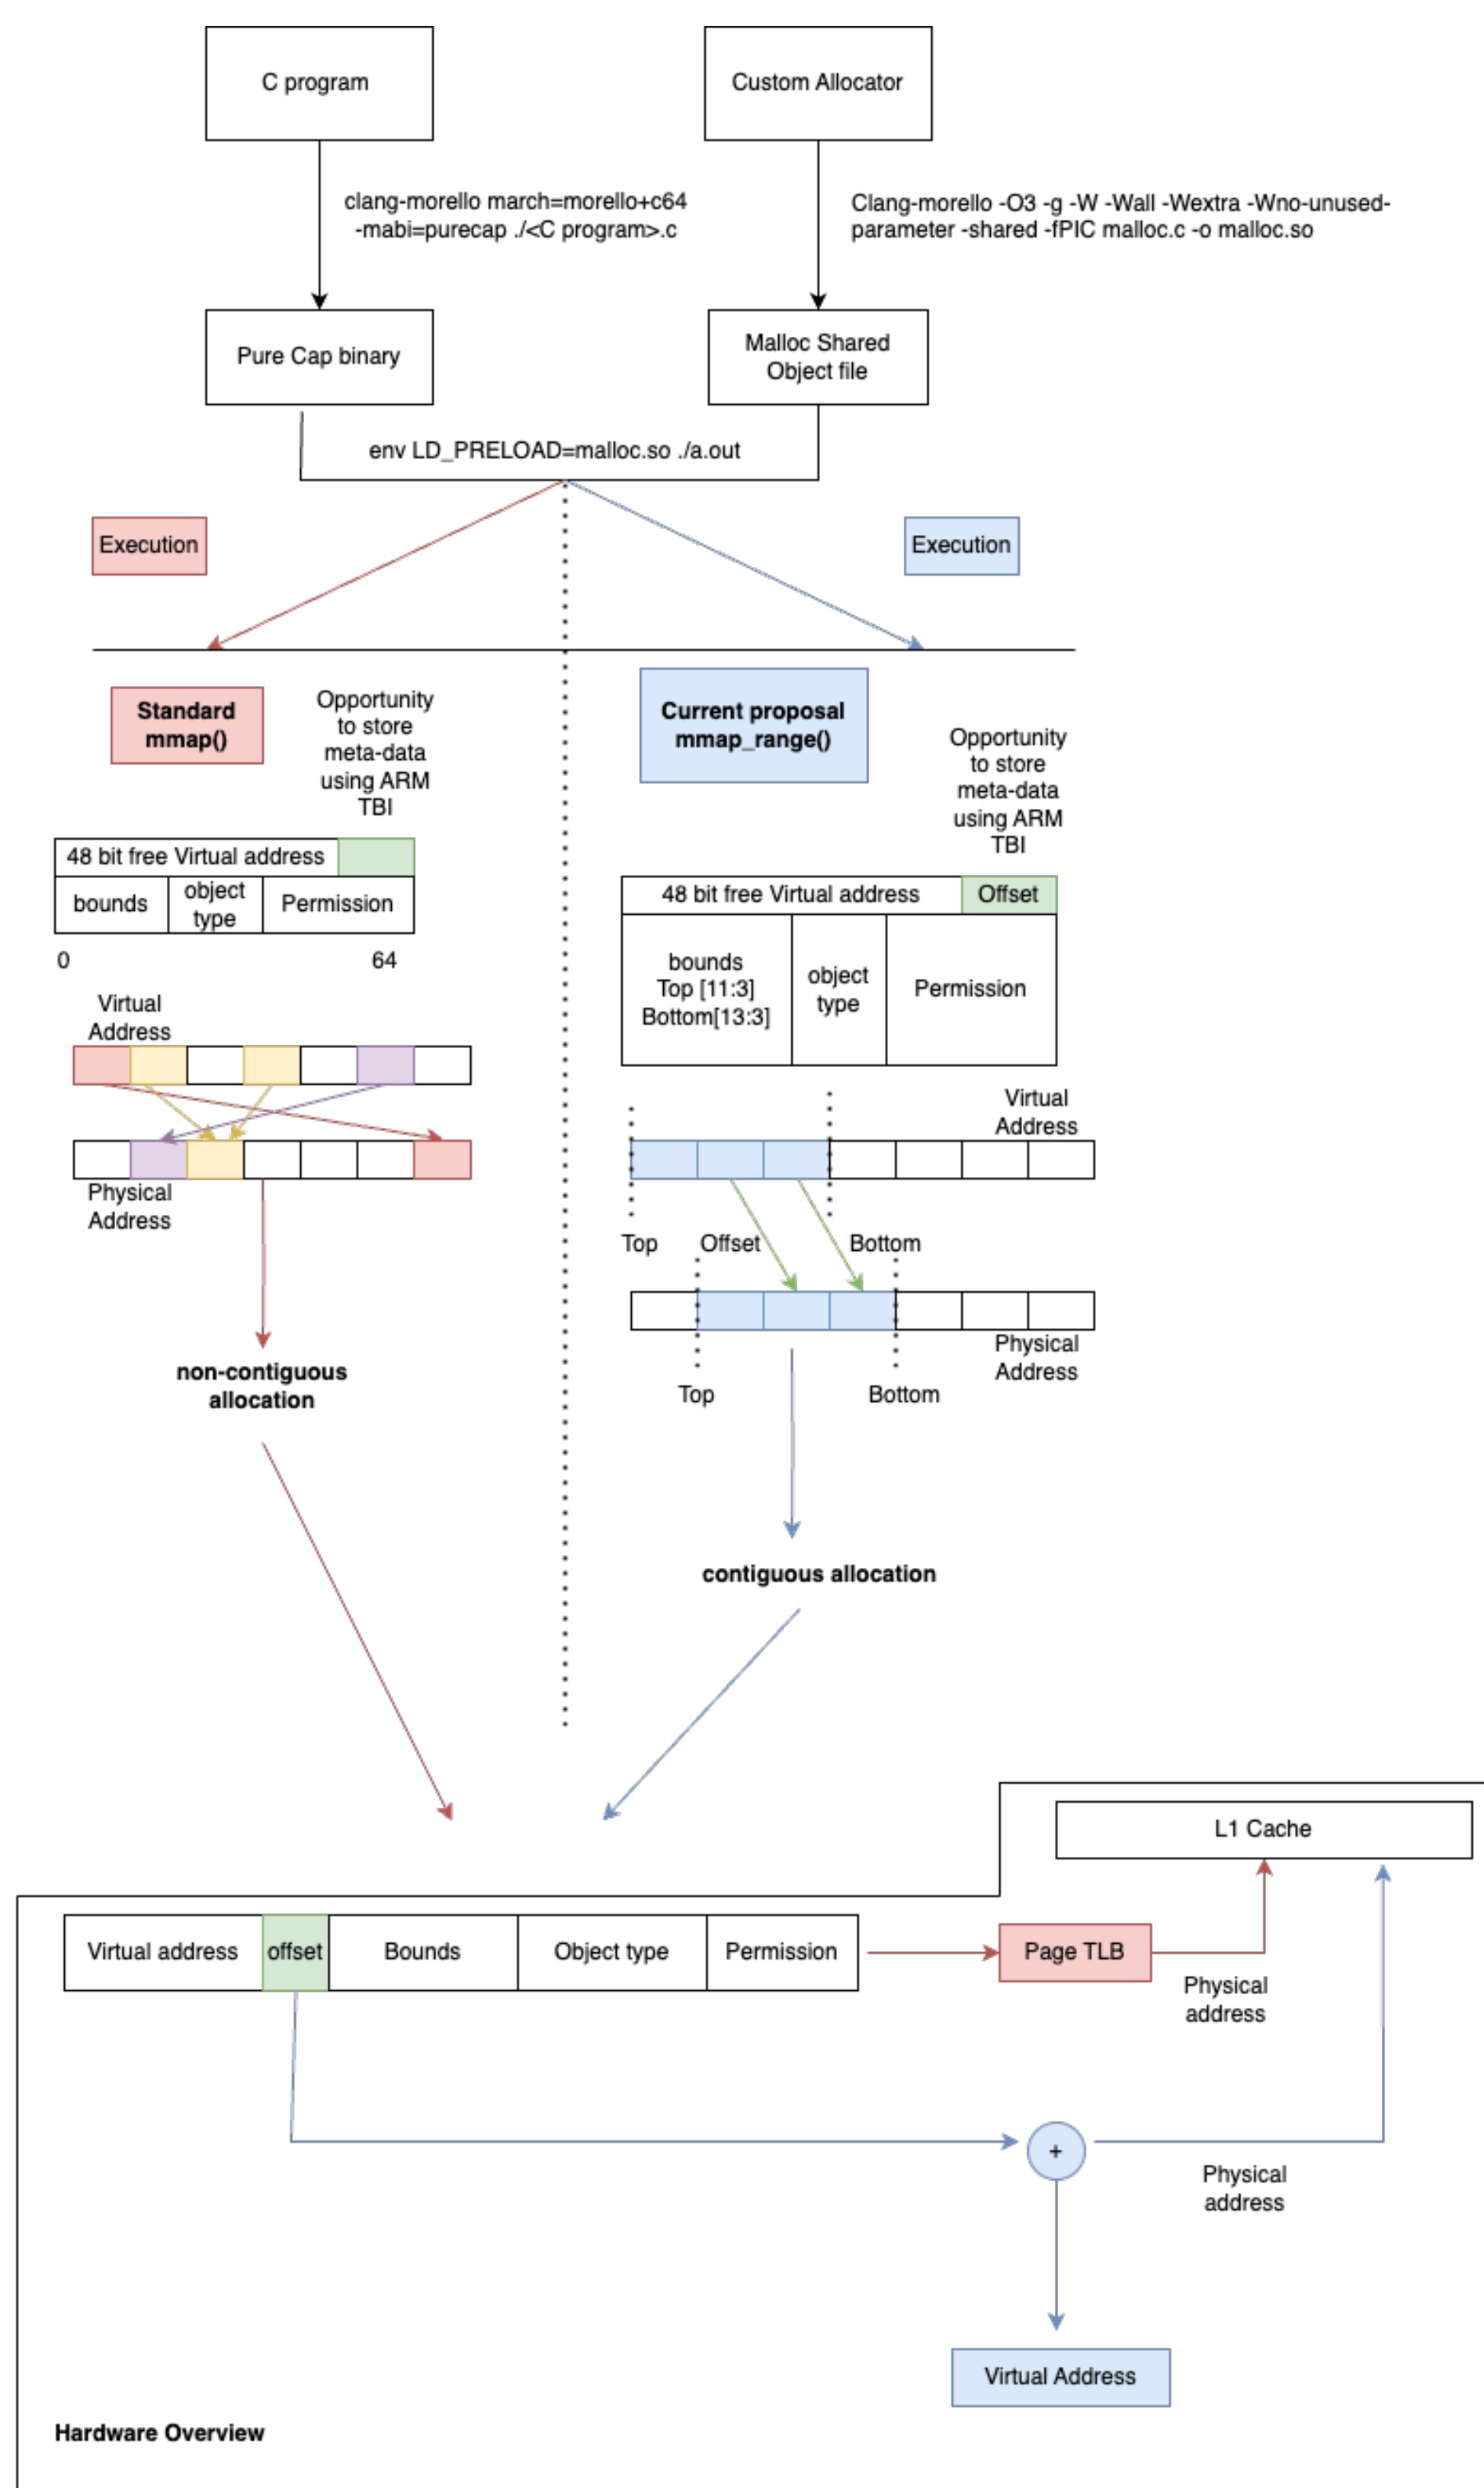 C program
Custom Allocator
clang-morello march=morello+c64
-mabi=purecap ./<C program>.c
Clang-morello -O3 -g -W -Wall -Wextra -Wno-unused-
parameter -shared -fPIC malloc.c -o malloc.so
Pure Cap binary
Malloc Shared
Object file
env LD_PRELOAD=malloc.so ./a.out
Execution
Execution
Standard
mmap()
Opportunity
to store
meta-data
using ARM
TBI
48 bit free Virtual address
bounds
object
type
Permission
0
64
Virtual
Address
Physical
Address
non-contiguous
allocation
Current proposal
mmap_range()
Opportunity
to store
meta-data
using ARM
TBI
48 bit free Virtual address
Offset
bounds
Top [11:3]
Bottom[13:3]
object
type
Permission
Virtual
Address
Top
Offset
Bottom
Physical
Address
Top
Bottom
contiguous allocation
L1 Cache
Virtual address
offset
Bounds
Object type
Permission
Page TLB
Physical
address
+
Physical
address
Virtual Address
Hardware Overview